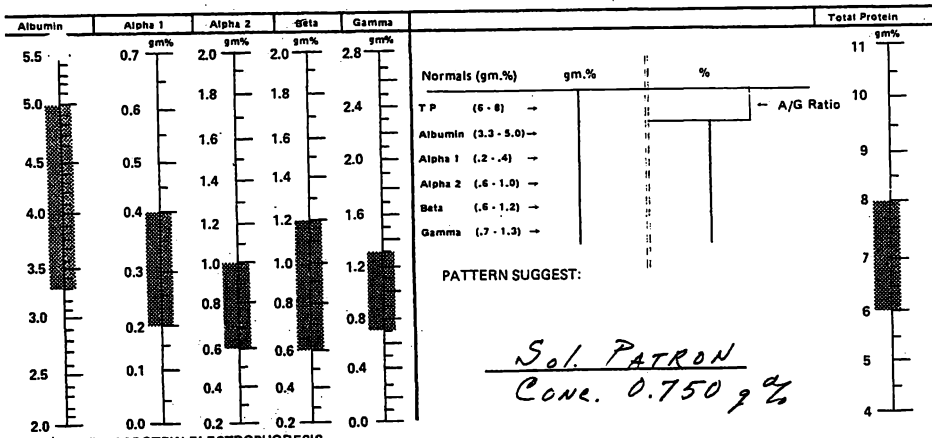 Albumin Alpha 1 Alpha 2 Beta Gamma Total Protein
gm% gm% gm% gm% gm%
5.5 0.7 2.0 2.0 2.8 11
5.0 0.6 1.8 1.8 2.4 10
4.5 0.5 1.6 1.6 2.0 9
4.0 0.4 1.4 1.4 1.6 8
3.5 0.3 1.2 1.2 1.2 7
3.0 0.2 1.0 1.0 0.8 6
2.5 0.1 0.8 0.8 0.4 5
2.0 0.0 0.6 0.6 0.0 4
0.4 0.4
0.2 0.2
Normals (gm.%) gm.% %
T P (6 - 8) →
← A/G Ratio
Albumin (3.3 - 5.0) →
Alpha 1 (.2 - .4) →
Alpha 2 (.6 - 1.0) →
Beta (.6 - 1.2) →
Gamma (.7 - 1.3) →
PATTERN SUGGEST:
Sol. PATRON
Conc. 0.750 g%